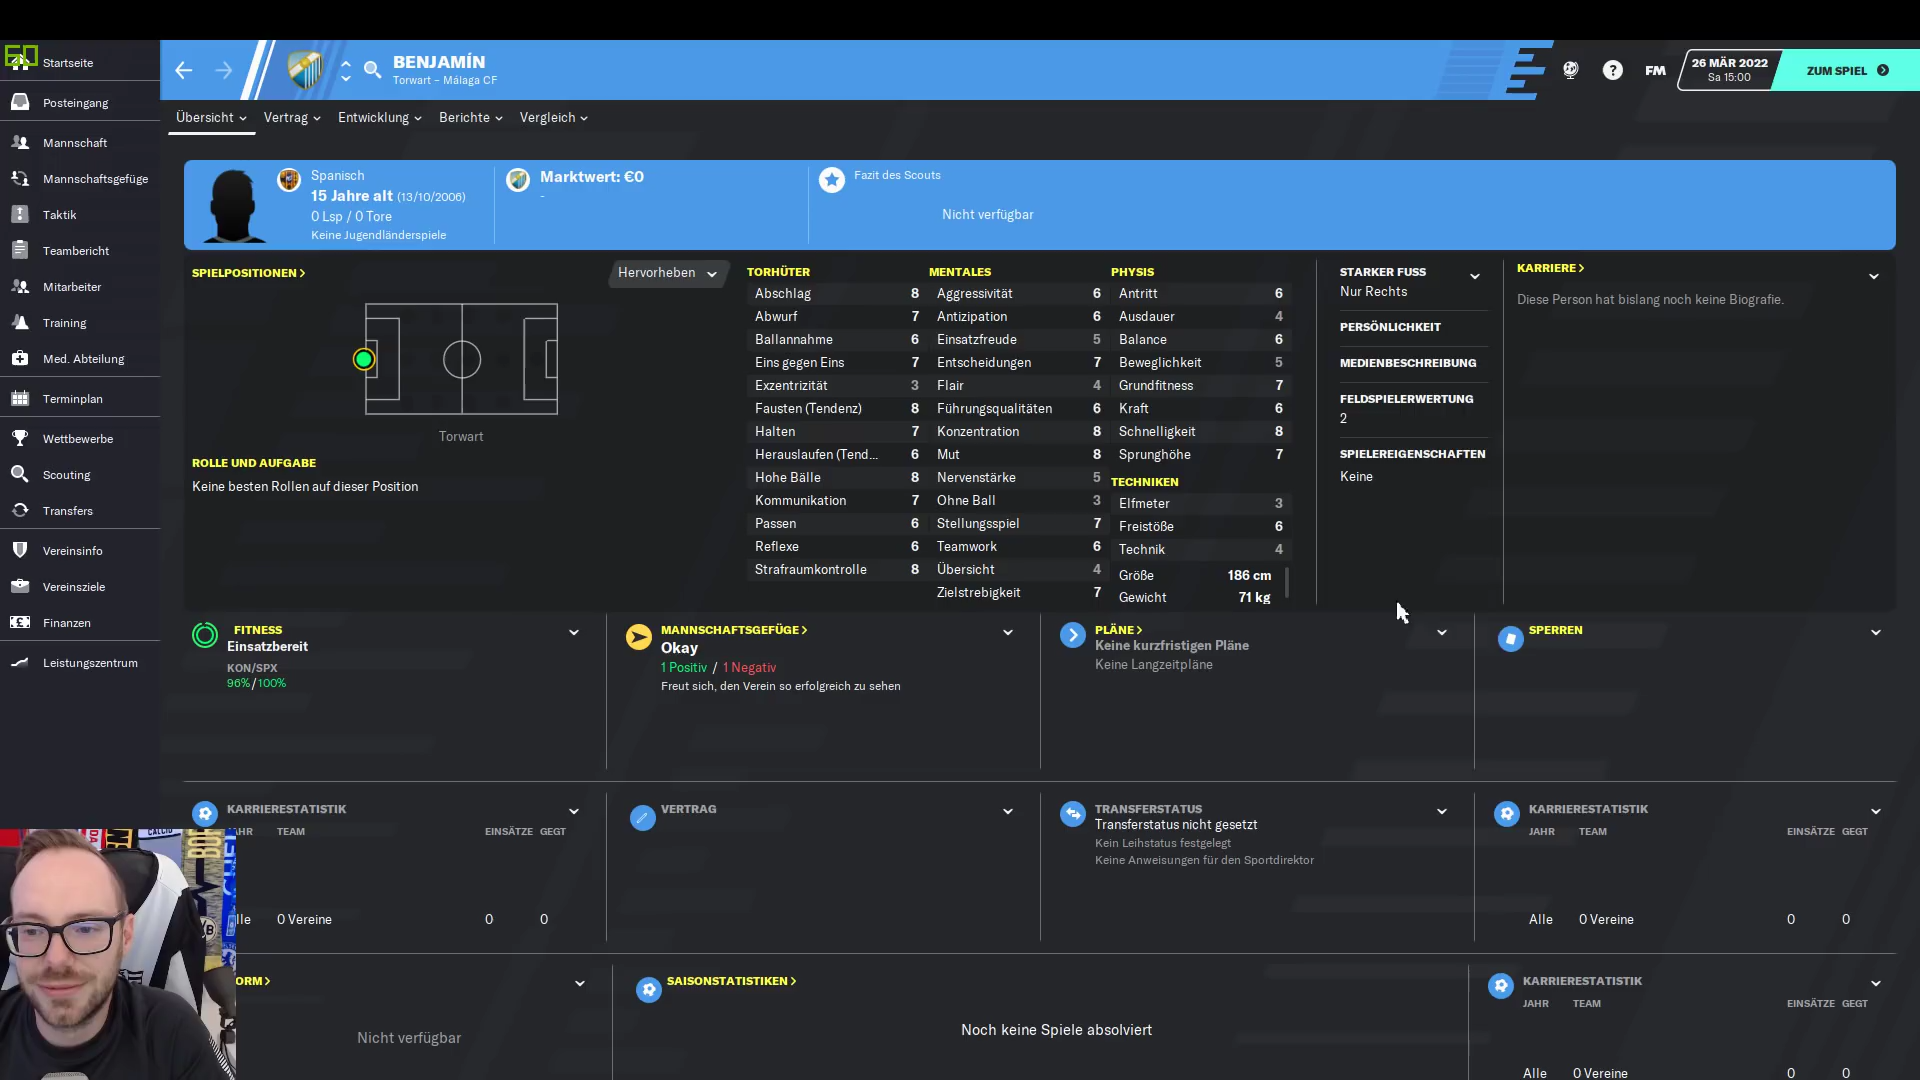 60
Startseite
Posteingang
Mannschaft
Mannschaftsgefüge
Taktik
Teambericht
Mitarbeiter
Training
Med. Abteilung
Terminplan
Wettbewerbe
Scouting
Transfers
Vereinsinfo
Vereinsziele
Finanzen
Leistungszentrum
BENJAMÍN
Torwart - Málaga CF
?
FM
26 MÄR 2022
Sa 15:00
ZUM SPIEL
Übersicht
Vertrag
Entwicklung
Berichte
Vergleich
Spanisch
15 Jahre alt (13/10/2006)
0 Lsp / 0 Tore
Keine Jugendländerspiele
Marktwert: €0
-
Fazit des Scouts
Nicht verfügbar
SPIELPOSITIONEN >
Hervorheben
Torwart
ROLLE UND AUFGABE
Keine besten Rollen auf dieser Position
TORHÜTER
Abschlag 8
Abwurf 7
Ballannahme 6
Eins gegen Eins 7
Exzentrizität 3
Fausten (Tendenz) 8
Halten 7
Herauslaufen (Tend... 6
Hohe Bälle 8
Kommunikation 7
Passen 6
Reflexe 6
Strafraumkontrolle 8
MENTALES
Aggressivität 6
Antizipation 6
Einsatzfreude 5
Entscheidungen 7
Flair 4
Führungsqualitäten 6
Konzentration 8
Mut 8
Nervenstärke 5
Ohne Ball 3
Stellungsspiel 7
Teamwork 6
Übersicht 4
Zielstrebigkeit 7
PHYSIS
Antritt 6
Ausdauer 4
Balance 6
Beweglichkeit 5
Grundfitness 7
Kraft 6
Schnelligkeit 8
Sprunghöhe 7
TECHNIKEN
Elfmeter 3
Freistöße 6
Technik 4
Größe 186 cm
Gewicht 71 kg
STARKER FUSS
Nur Rechts
PERSÖNLICHKEIT
MEDIENBESCHREIBUNG
FELDSPIELERWERTUNG
2
SPIELEREIGENSCHAFTEN
Keine
KARRIERE >
Diese Person hat bislang noch keine Biografie.
FITNESS
Einsatzbereit
KON/SPX
96%/100%
MANNSCHAFTSGEFÜGE >
Okay
1 Positiv / 1 Negativ
Freut sich, den Verein so erfolgreich zu sehen
PLÄNE >
Keine kurzfristigen Pläne
Keine Langzeitpläne
SPERREN
KARRIERESTATISTIK
AHR TEAM EINSÄTZE GEGT
lle 0 Vereine 0 0
VERTRAG
TRANSFERSTATUS
Transferstatus nicht gesetzt
Kein Leihstatus festgelegt
Keine Anweisungen für den Sportdirektor
KARRIERESTATISTIK
JAHR TEAM EINSÄTZE GEGT
Alle 0 Vereine 0 0
ORM >
Nicht verfügbar
SAISONSTATISTIKEN >
Noch keine Spiele absolviert
KARRIERESTATISTIK
JAHR TEAM EINSÄTZE GEGT
Alle 0 Vereine 0 0